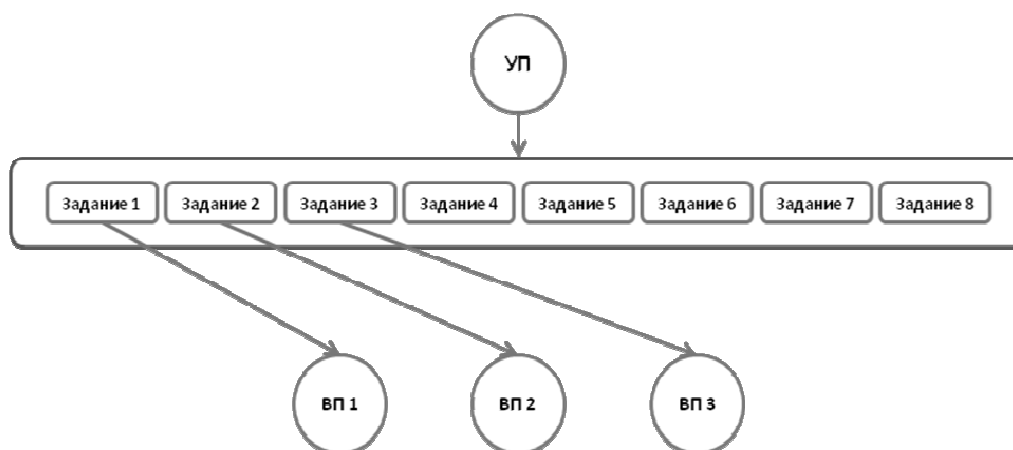 УП
Задание 1 Задание 2 Задание 3 Задание 4 Задание 5 Задание 6 Задание 7 Задание 8
ВП 1 ВП 2 ВП 3